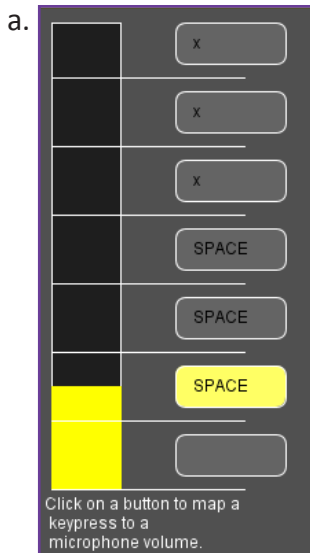 a.
x
x
x
SPACE
SPACE
SPACE
Click on a button to map a
keypress to a
microphone volume.